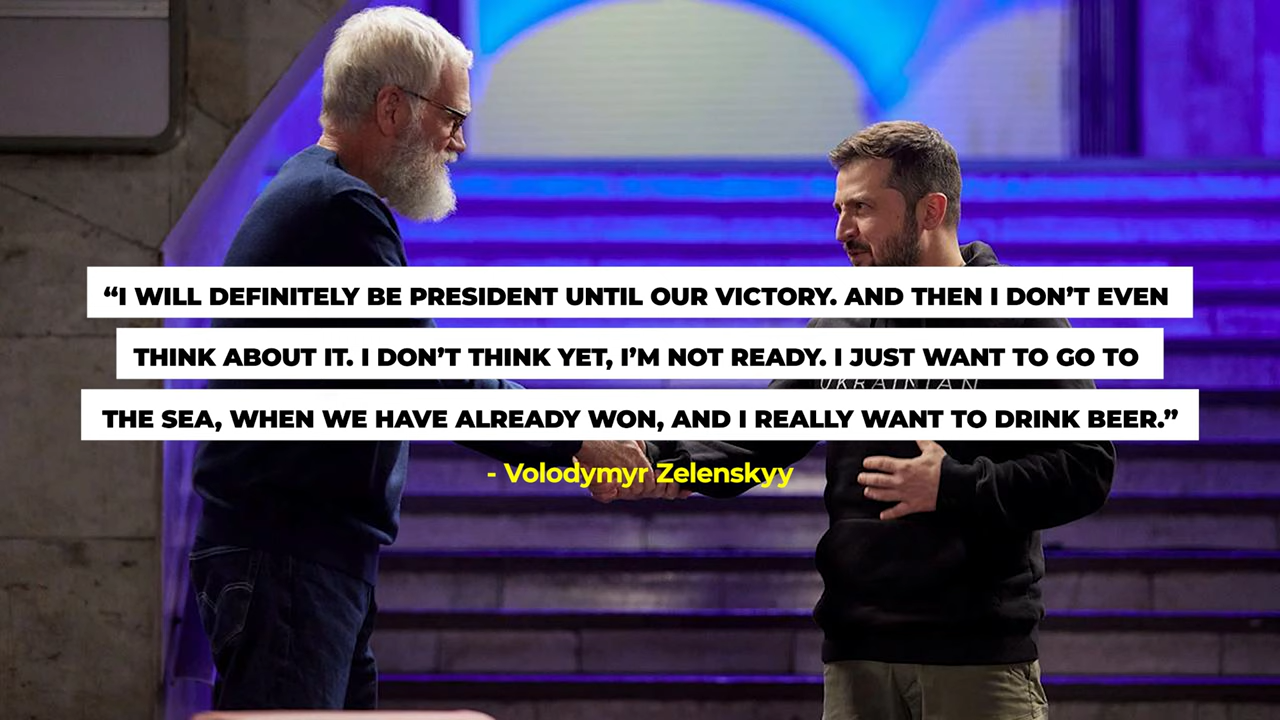 “I WILL DEFINITELY BE PRESIDENT UNTIL OUR VICTORY. AND THEN I DON’T EVEN
THINK ABOUT IT. I DON’T THINK YET, I’M NOT READY. I JUST WANT TO GO TO
UKRAINIAN
THE SEA, WHEN WE HAVE ALREADY WON, AND I REALLY WANT TO DRINK BEER.”
- Volodymyr Zelenskyy